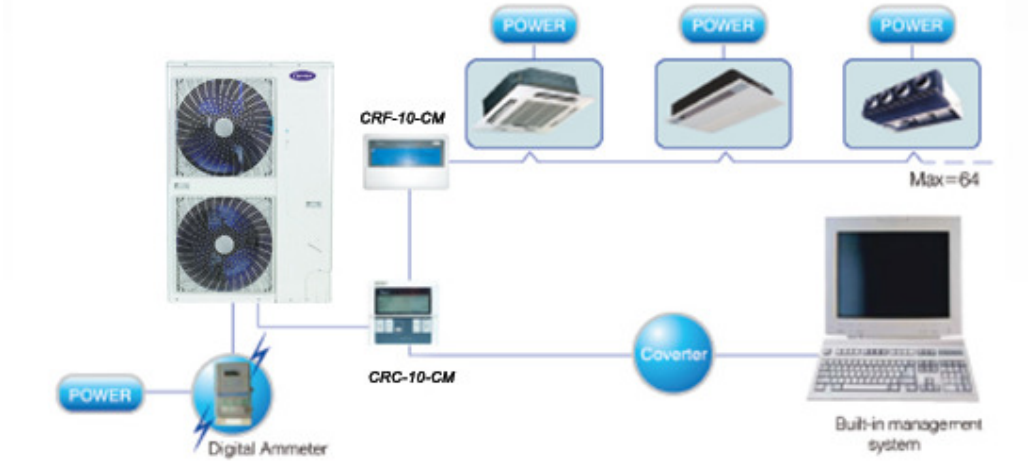 POWER
POWER
POWER
Carrier
CRF-10-CM
Max=64
CRC-10-CM
Coverter
POWER
Digital Ammeter
Built-in management
system